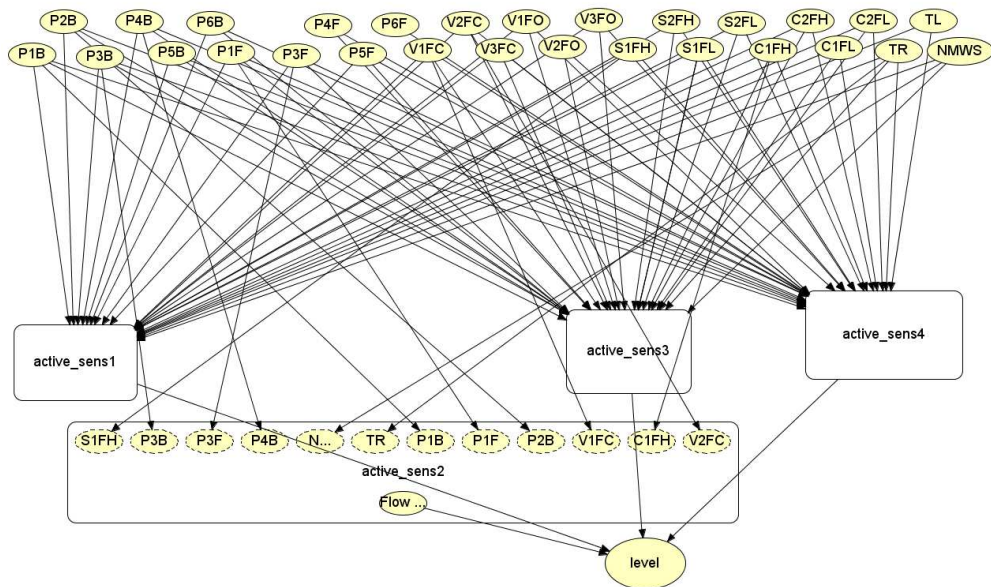 P2B P4B P6B P4F P6F V2FC V1FO V3FO S2FH S2FL C2FH C2FL TL
P1B P3B P5B P1F P3F P5F V1FC V3FC V2FO S1FH S1FL C1FH C1FL TR NMWS
active_sens1 active_sens3 active_sens4
S1FH P3B P3F P4B N... TR P1B P1F P2B V1FC C1FH V2FC
active_sens2
Flow ...
level